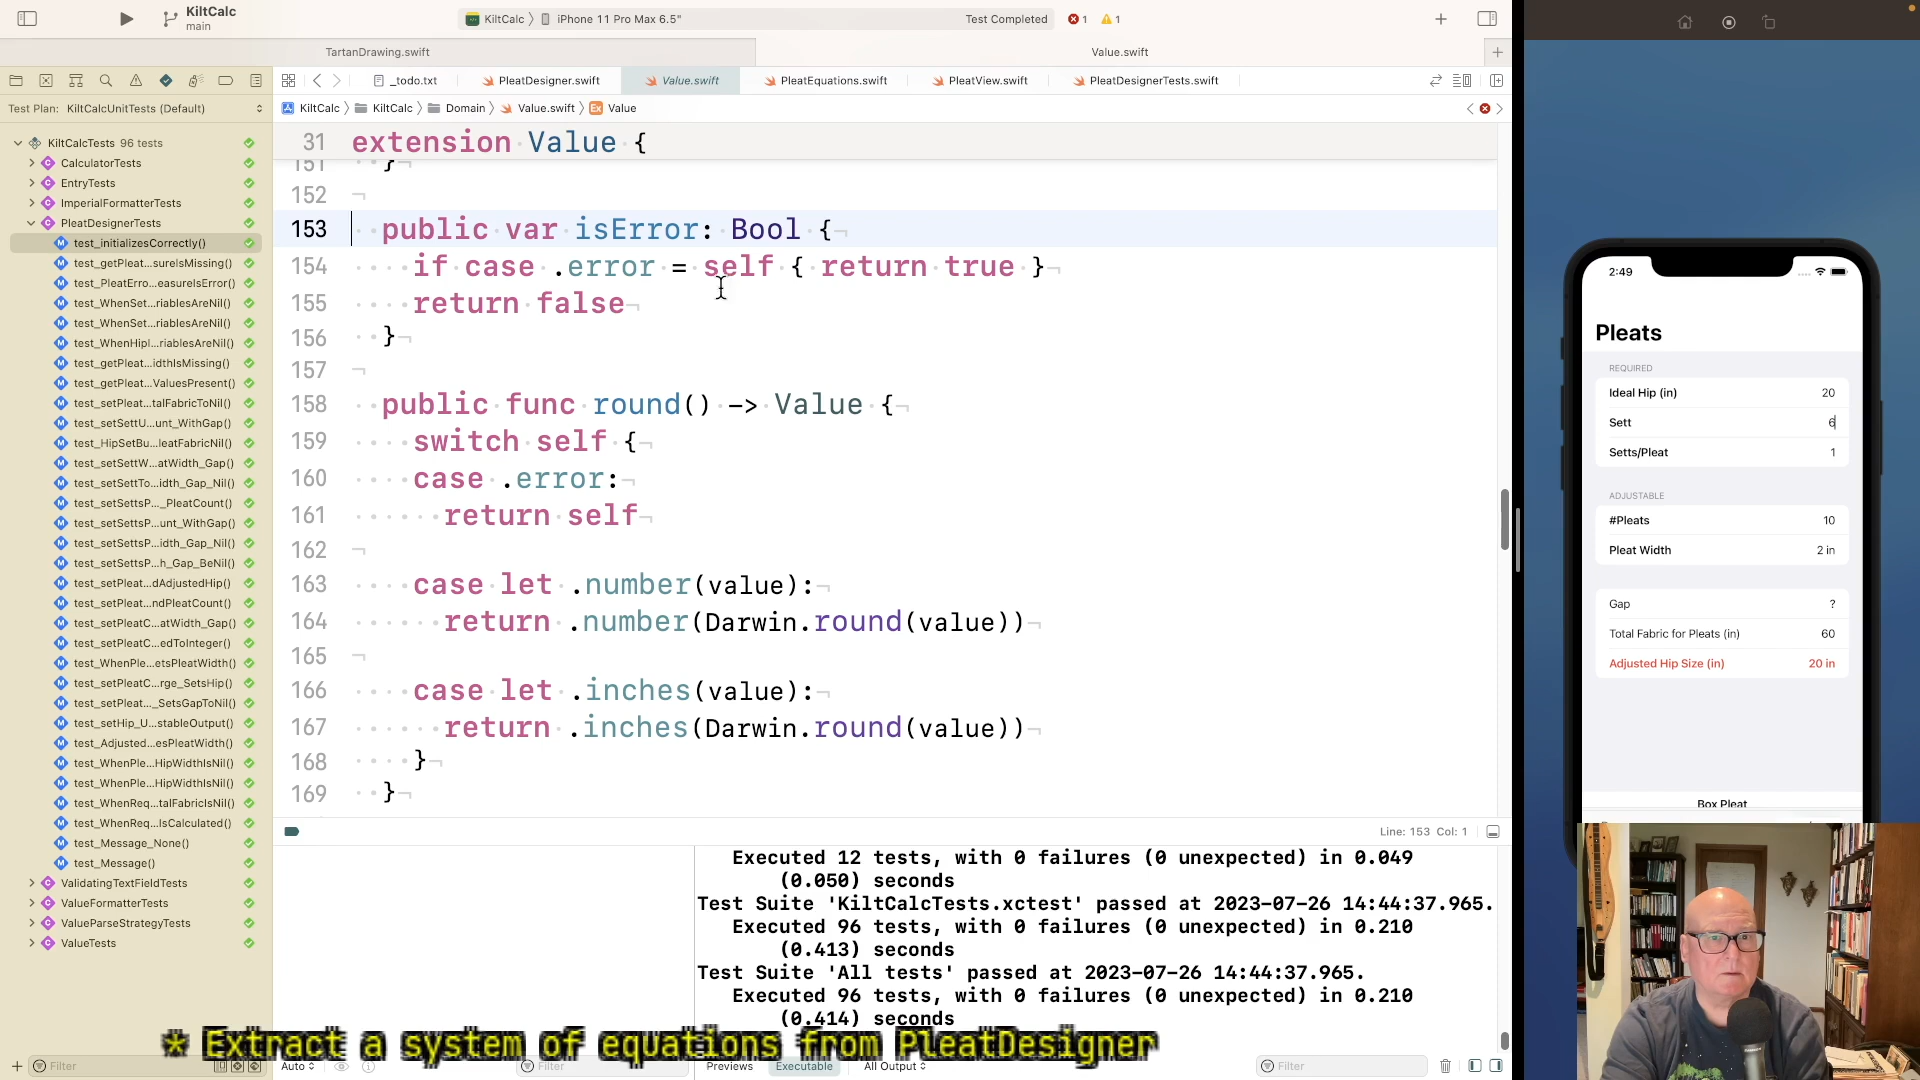 KiltCalc
main
KiltCalc
iPhone 11 Pro Max 6.5"
Test Completed
1
1
TartanDrawing.swift
Value.swift
_todo.txt
PleatDesigner.swift
Value.swift
PleatEquations.swift
PleatView.swift
PleatDesignerTests.swift
Test Plan: KiltCalcUnitTests (Default)
KiltCalc
KiltCalc
Domain
Value.swift
Ex Value
KiltCalcTests 96 tests
CalculatorTests
EntryTests
ImperialFormatterTests
PleatDesignerTests
test_initializesCorrectly()
test_getPleat...sureIsMissing()
test_PleatErro...easureIsError()
test_WhenSet...riablesAreNil()
test_WhenSet...riablesAreNil()
test_WhenHipI...riablesAreNil()
test_getPleat...idthIsMissing()
test_getPleat...ValuesPresent()
test_setPleat...talFabricToNil()
test_setSettU...unt_WithGap()
test_HipSetBu...leatFabricNil()
test_setSettW...atWidth_Gap()
test_setSettTo...idth_Gap_Nil()
test_setSettsP..._PleatCount()
test_setSettsP...unt_WithGap()
test_setSettsP...idth_Gap_Nil()
test_setSettsP...h_Gap_BeNil()
test_setPleat...dAdjustedHip()
test_setPleat...ndPleatCount()
test_setPleatC...atWidth_Gap()
test_setPleatC...edToInteger()
test_WhenPle...etsPleatWidth()
test_setPleatC...rge_SetsHip()
test_setPleat..._SetsGapToNil()
test_setHip_U...stableOutput()
test_Adjusted...esPleatWidth()
test_WhenPle...HipWidthIsNil()
test_WhenPle...HipWidthIsNil()
test_WhenReq...talFabricIsNil()
test_WhenReq...IsCalculated()
test_Message_None()
test_Message()
ValidatingTextFieldTests
ValueFormatterTests
ValueParseStrategyTests
ValueTests
Filter
31 extension Value {
151 }
152
153 public var isError: Bool {
154 if case .error = self { return true }
155 return false
156 }
157
158 public func round() -> Value {
159 switch self {
160 case .error:
161 return self
162
163 case let .number(value):
164 return .number(Darwin.round(value))
165
166 case let .inches(value):
167 return .inches(Darwin.round(value))
168 }
169 }
Line: 153 Col: 1
Executed 12 tests, with 0 failures (0 unexpected) in 0.049
(0.050) seconds
Test Suite 'KiltCalcTests.xctest' passed at 2023-07-26 14:44:37.965.
Executed 96 tests, with 0 failures (0 unexpected) in 0.210
(0.413) seconds
Test Suite 'All tests' passed at 2023-07-26 14:44:37.965.
Executed 96 tests, with 0 failures (0 unexpected) in 0.210
(0.414) seconds
* Extract a system of equations from PleatDesigner
Auto
Filter
Previews
Executable
All Output
Filter
2:49
Pleats
REQUIRED
Ideal Hip (in) 20
Sett 6
Setts/Pleat 1
ADJUSTABLE
#Pleats 10
Pleat Width 2 in
Gap ?
Total Fabric for Pleats (in) 60
Adjusted Hip Size (in) 20 in
Box Pleat